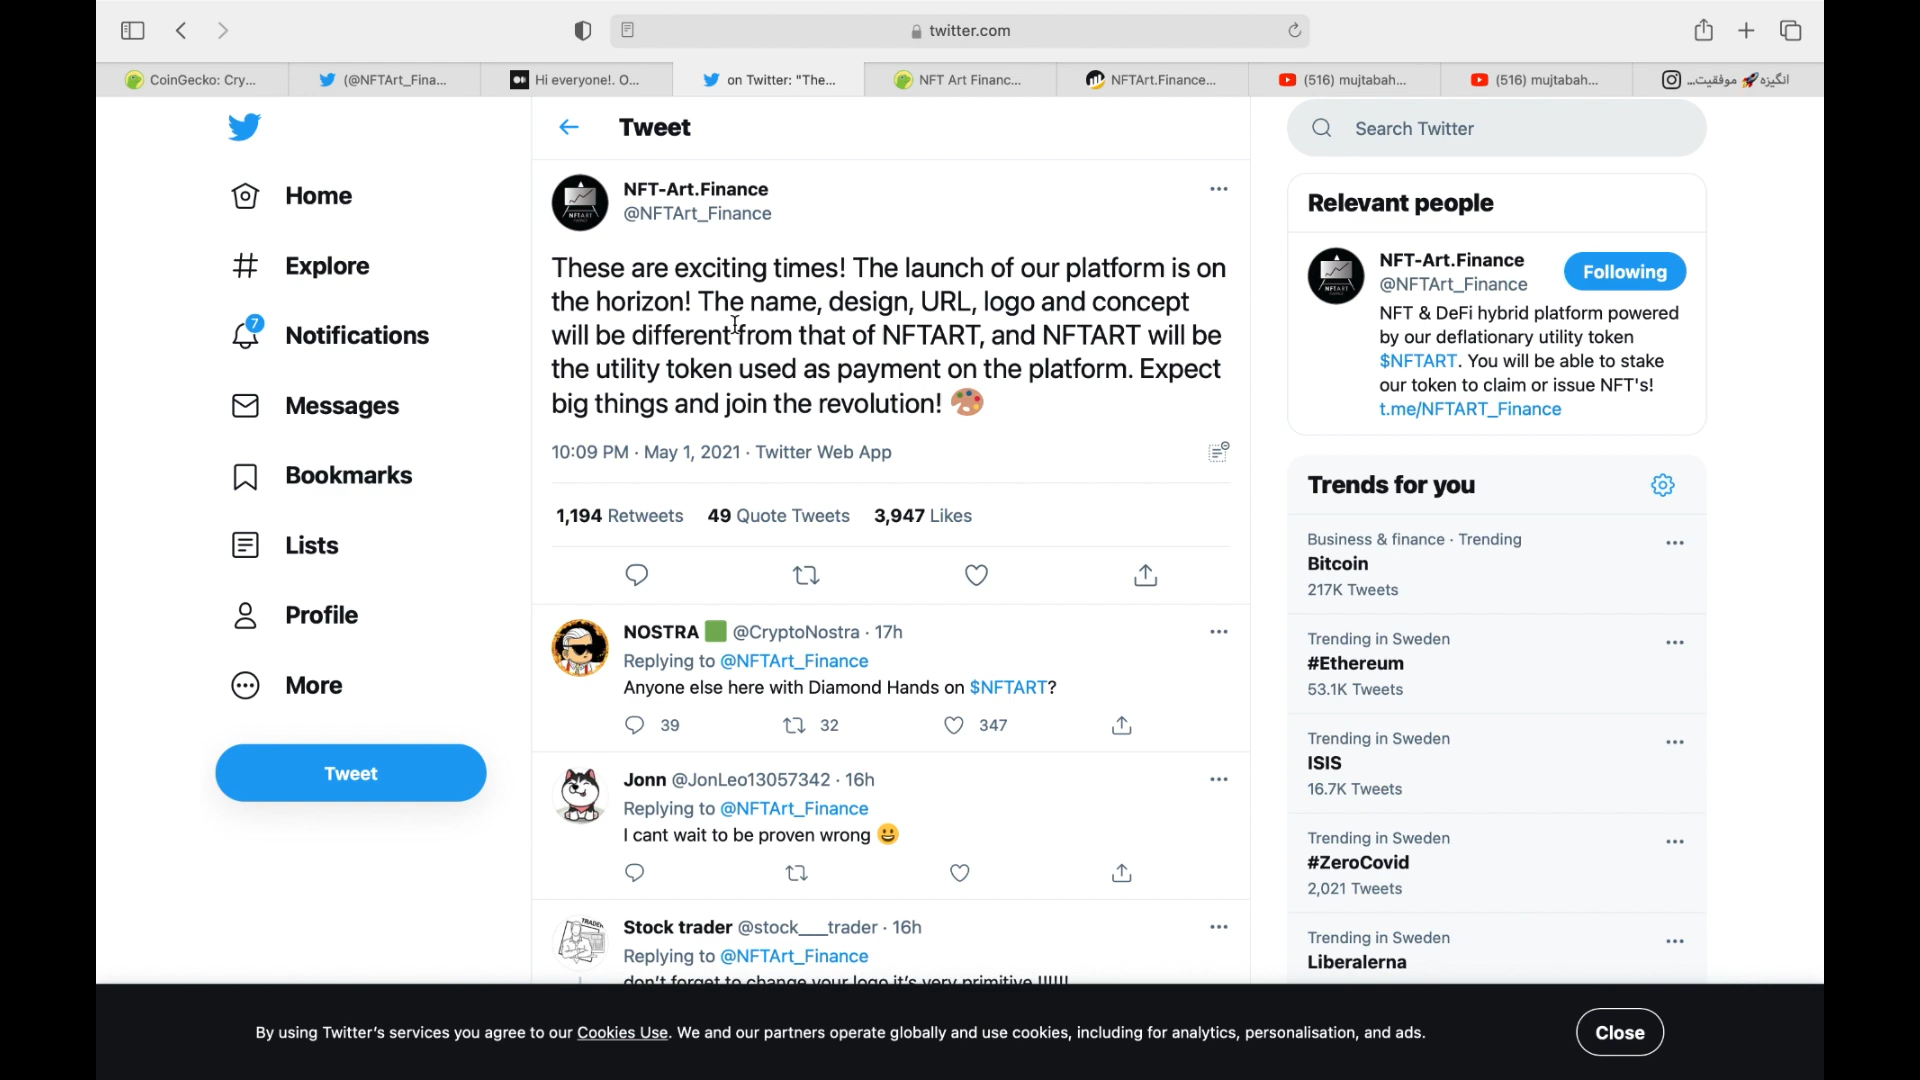 twitter.com
CoinGecko: Cry...
(@NFTArt_Fina...
Hi everyone!. O...
on Twitter: "The...
NFT Art Financ...
NFTArt.Finance...
(516) mujtabah...
(516) mujtabah...
انگیزه🚀 موفقیت...
Home
Explore
7
Notifications
Messages
Bookmarks
Lists
Profile
More
Tweet
Tweet
NFT-Art.Finance
@NFTArt_Finance
These are exciting times! The launch of our platform is on
the horizon! The name, design, URL, logo and concept
will be different from that of NFTART, and NFTART will be
the utility token used as payment on the platform. Expect
big things and join the revolution! 🎨
10:09 PM · May 1, 2021 · Twitter Web App
1,194 Retweets 49 Quote Tweets 3,947 Likes
NOSTRA 🟩 @CryptoNostra · 17h
Replying to @NFTArt_Finance
Anyone else here with Diamond Hands on $NFTART?
39 32 347
Jonn @JonLeo13057342 · 16h
Replying to @NFTArt_Finance
I cant wait to be proven wrong 😀
Stock trader @stock___trader · 16h
Replying to @NFTArt_Finance
don't forget to change your logo it's very primitive !!!!!!
Search Twitter
Relevant people
NFT-Art.Finance
@NFTArt_Finance
Following
NFT & DeFi hybrid platform powered
by our deflationary utility token
$NFTART. You will be able to stake
our token to claim or issue NFT's!
t.me/NFTART_Finance
Trends for you
Business & finance · Trending
Bitcoin
217K Tweets
Trending in Sweden
#Ethereum
53.1K Tweets
Trending in Sweden
ISIS
16.7K Tweets
Trending in Sweden
#ZeroCovid
2,021 Tweets
Trending in Sweden
Liberalerna
By using Twitter's services you agree to our Cookies Use. We and our partners operate globally and use cookies, including for analytics, personalisation, and ads.
Close